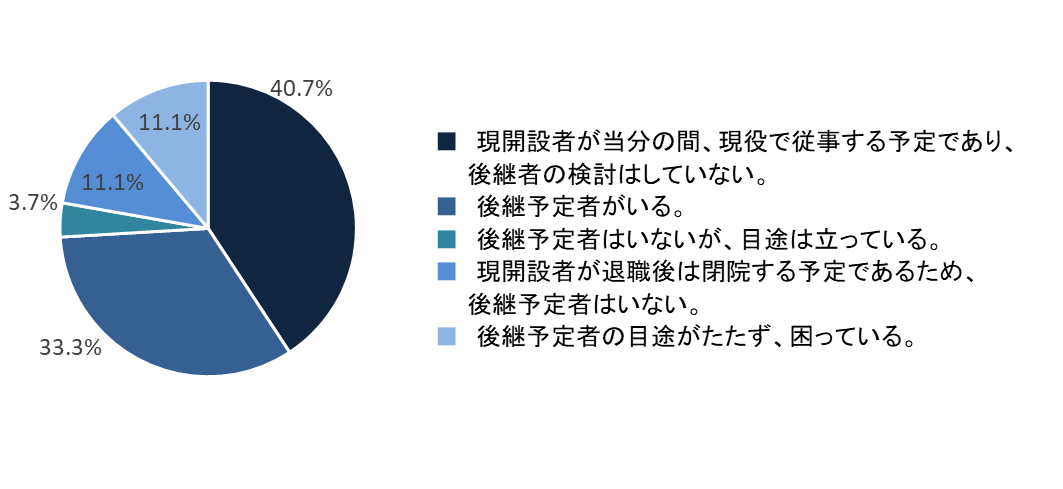 40.7%
11.1%
11.1%
3.7%
33.3%
現開設者が当分の間、現役で従事する予定であり、
後継者の検討はしていない。
後継予定者がいる。
後継予定者はいないが、目途は立っている。
現開設者が退職後は閉院する予定であるため、
後継予定者はいない。
後継予定者の目途がたたず、困っている。